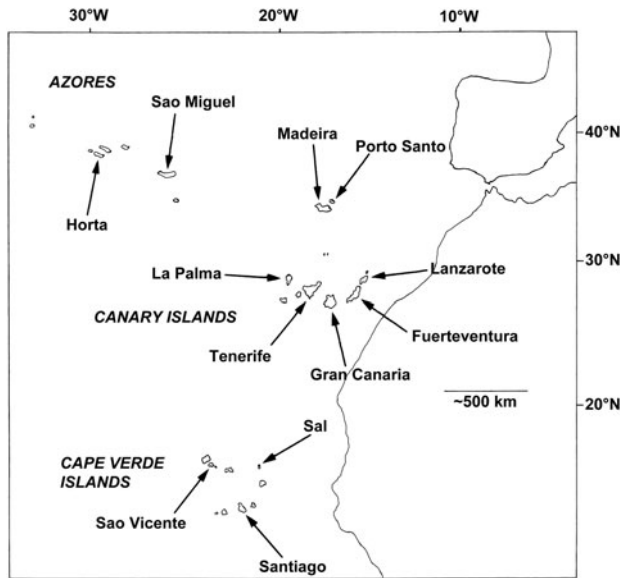 30°W 20°W 10°W
AZORES
Sao Miguel
Madeira
Porto Santo
40°N
Horta
30°N
La Palma
Lanzarote
CANARY ISLANDS
Fuerteventura
Tenerife
Gran Canaria
~500 km
20°N
Sal
CAPE VERDE
ISLANDS
Sao Vicente
Santiago